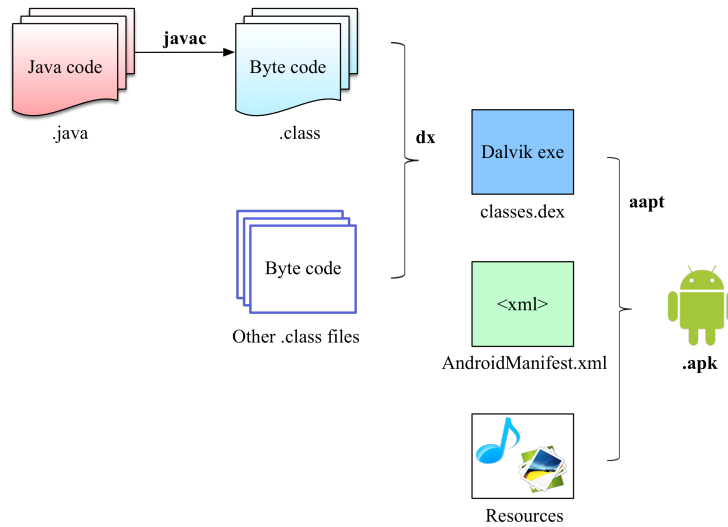 Java code
.java
javac
Byte code
.class
Byte code
Other .class files
dx
Dalvik exe
classes.dex
<xml>
AndroidManifest.xml
Resources
aapt
.apk